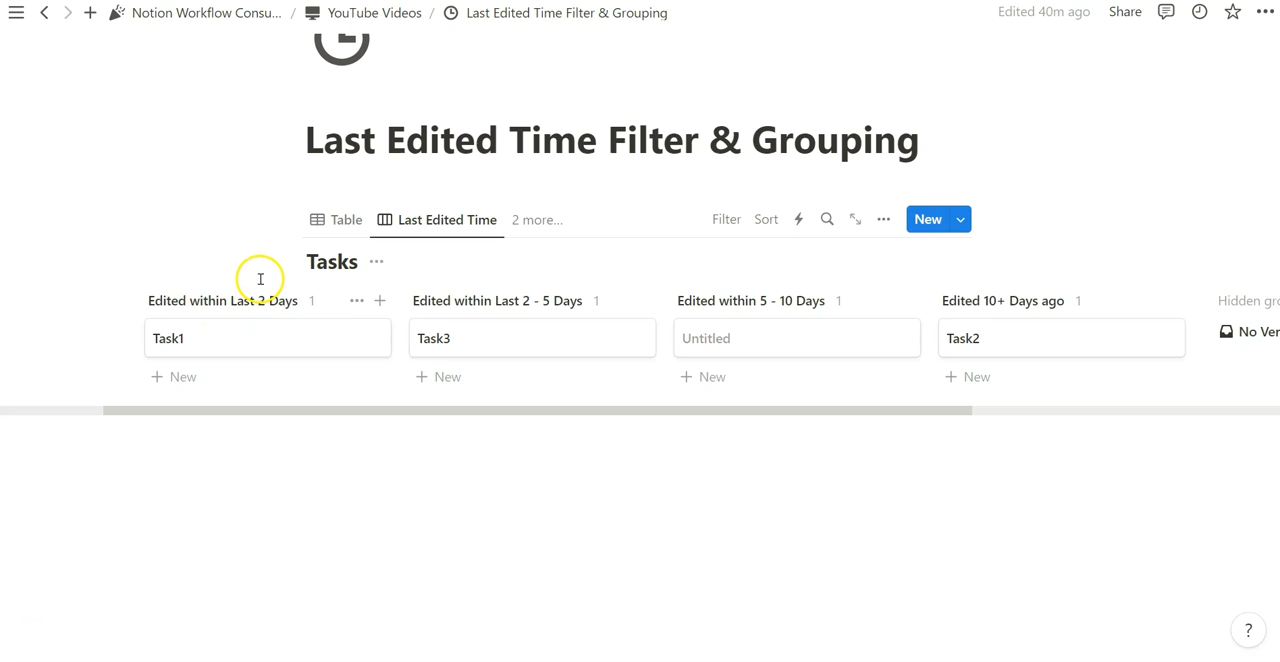 Notion Workflow Consu... / YouTube Videos / Last Edited Time Filter & Grouping Edited 40m ago Share
Last Edited Time Filter & Grouping
Table Last Edited Time 2 more... Filter Sort New
Tasks
Edited within Last 2 Days 1 Edited within Last 2 - 5 Days 1 Edited within 5 - 10 Days 1 Edited 10+ Days ago 1 Hidden gro
Task1 Task3 Untitled Task2 No Ver
New New New New
?